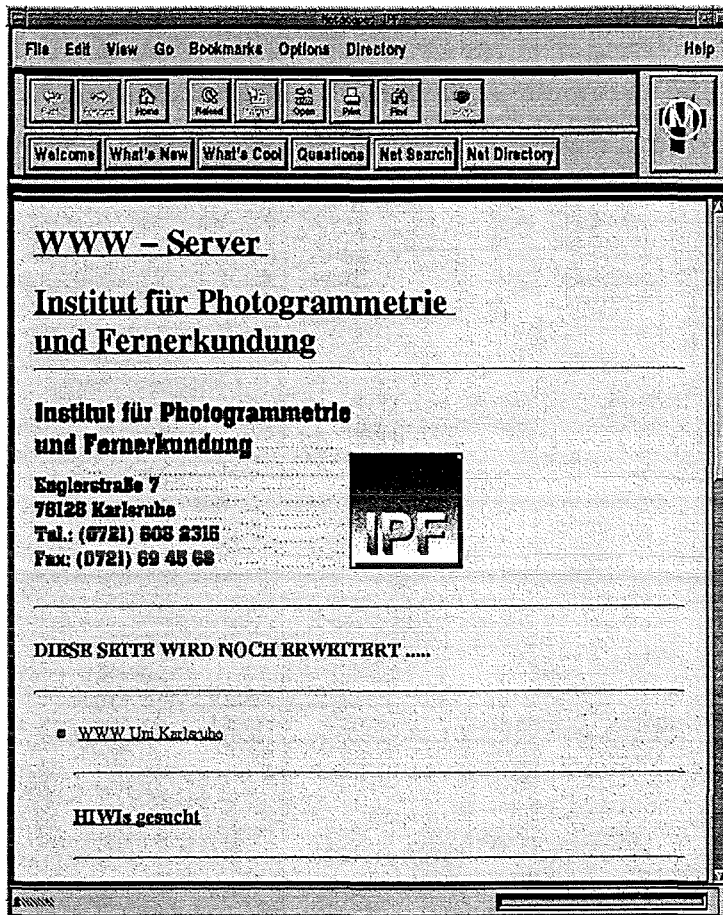 Netscape: IPF
File Edit View Go Bookmarks Options Directory Help
Home Reload Open Print Find
Welcome What's New What's Cool Questions Net Search Net Directory
M
WWW – Server
Institut für Photogrammetrie
und Fernerkundung
Institut für Photogrammetrie
und Fernerkundung
Englerstraße 7
76128 Karlsruhe
Tel.: (0721) 608 2315
Fax: (0721) 69 45 68
IPF
DIESE SEITE WIRD NOCH ERWEITERT .....
WWW Uni Karlsruhe
HIWIs gesucht